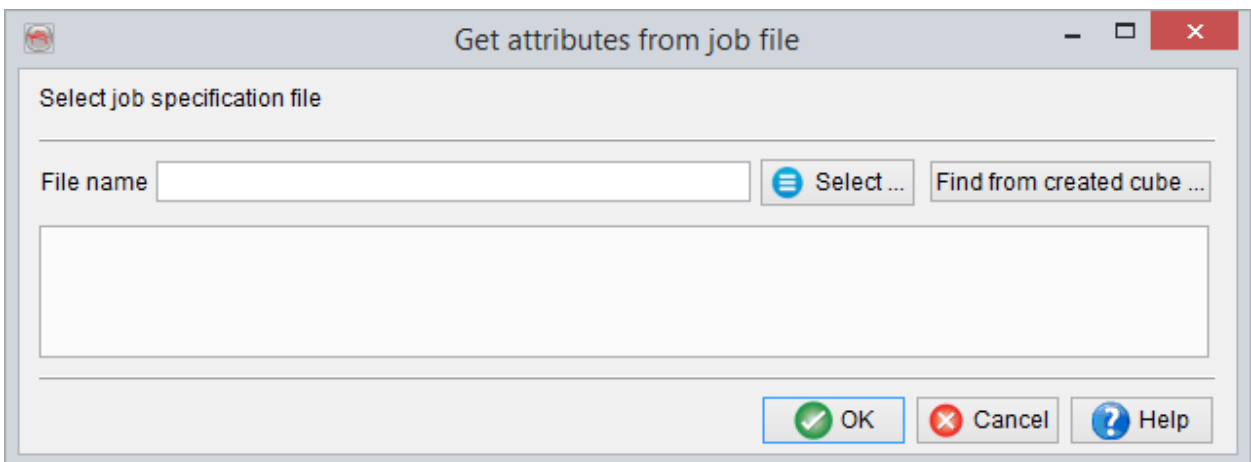 Get attributes from job file
Select job specification file
File name Select ... Find from created cube ...
OK Cancel Help